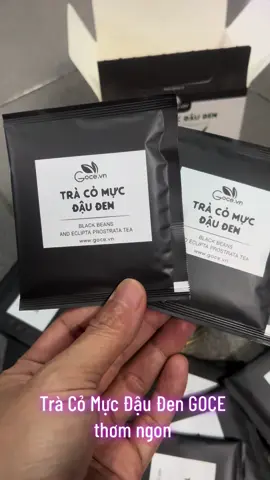 Goce.vn
TRÀ CỎ MỰC
ĐẬU ĐEN
BLACK BEANS
AND ECLIPTA PROSTRATA TEA
www.goce.vn
Goce.vn
TRÀ CỎ MỰC
ĐẬU ĐEN
BLACK BEANS
ECLIPTA PROSTRATA TEA
www.goce.vn
ĐẬU ĐEN
Trà Cỏ Mực Đậu Đen GOCE
thơm ngon